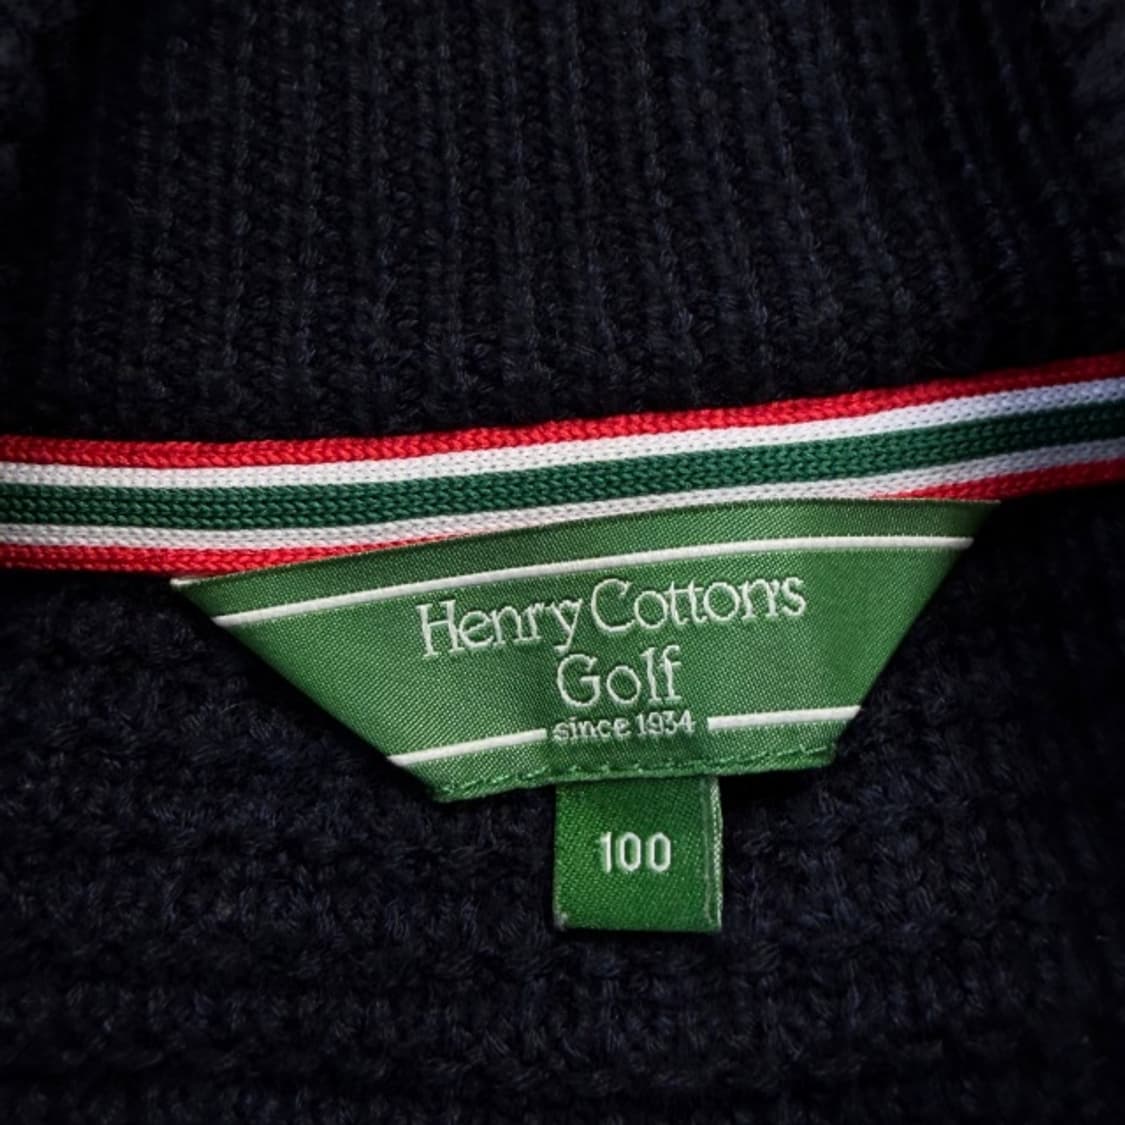 Henry Cotton's
Golf
since 1934
100